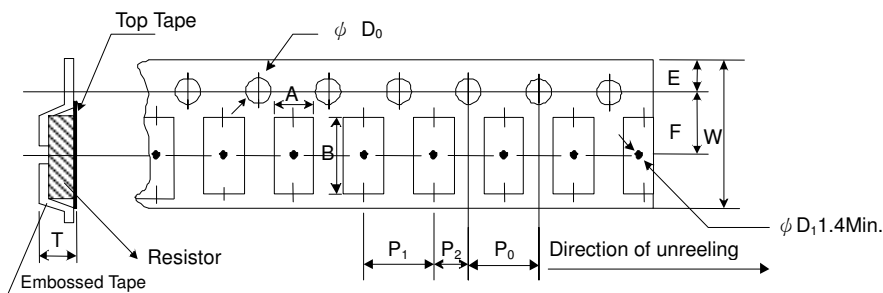 Top Tape
ϕ D₀
A
E
F
W
B
T
Resistor
Embossed Tape
P₁
P₂
P₀
Direction of unreeling
ϕ D₁1.4Min.